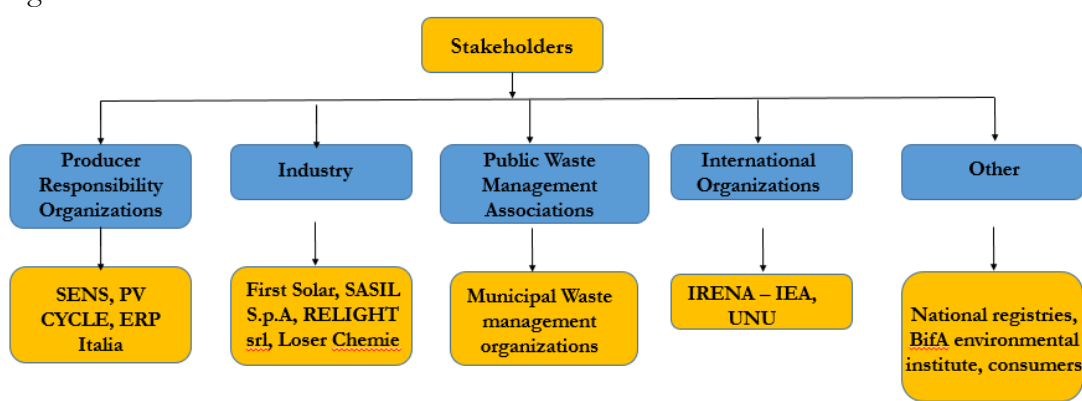 Stakeholders
Producer
Responsibility
Organizations
Industry
Public Waste
Management
Associations
International
Organizations
Other
SENS, PV
CYCLE, ERP
Italia
First Solar, SASIL
S.p.A, RELIGHT
srl, Loser Chemie
Municipal Waste
management
organizations
IRENA – IEA,
UNU
National registries,
BifA environmental
institute, consumers